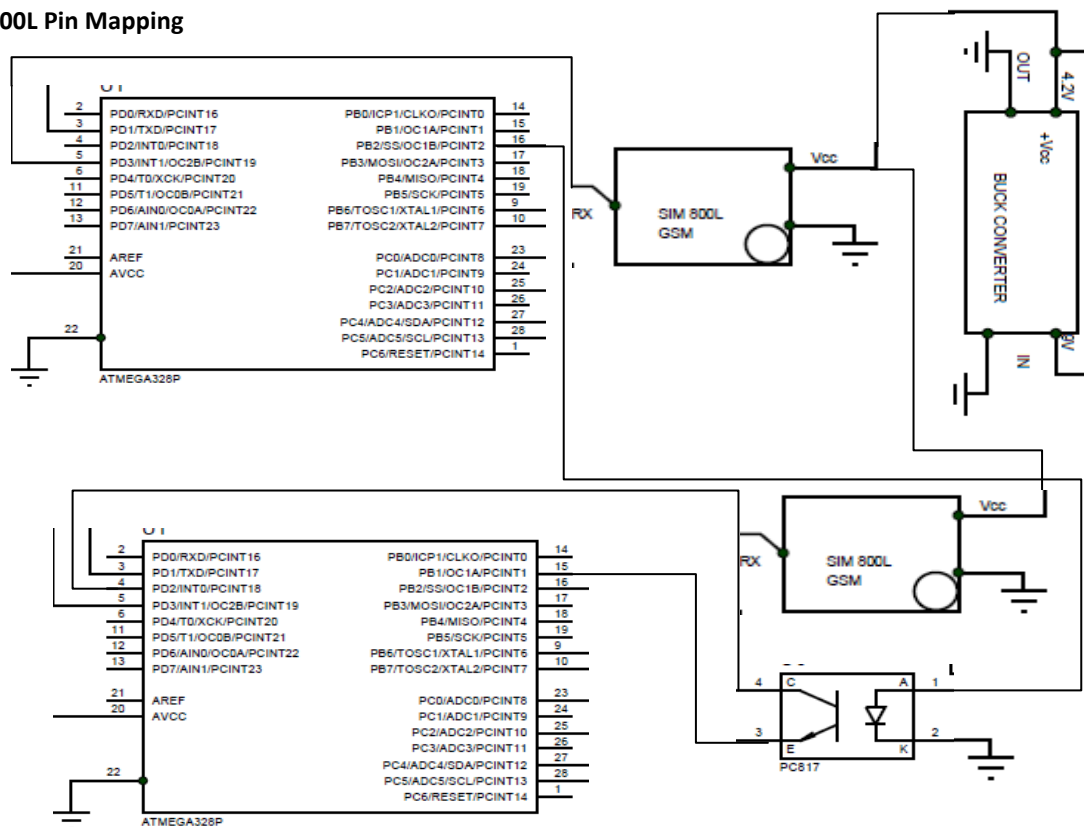 00L Pin Mapping
U1
2 PD0/RXD/PCINT16
3 PD1/TXD/PCINT17
4 PD2/INT0/PCINT18
5 PD3/INT1/OC2B/PCINT19
6 PD4/T0/XCK/PCINT20
11 PD5/T1/OC0B/PCINT21
12 PD6/AIN0/OC0A/PCINT22
13 PD7/AIN1/PCINT23
21 AREF
20 AVCC
22
PB0/ICP1/CLKO/PCINT0 14
PB1/OC1A/PCINT1 15
PB2/SS/OC1B/PCINT2 16
PB3/MOSI/OC2A/PCINT3 17
PB4/MISO/PCINT4 18
PB5/SCK/PCINT5 19
PB6/TOSC1/XTAL1/PCINT6 9
PB7/TOSC2/XTAL2/PCINT7 10
PC0/ADC0/PCINT8 23
PC1/ADC1/PCINT9 24
PC2/ADC2/PCINT10 25
PC3/ADC3/PCINT11 26
PC4/ADC4/SDA/PCINT12 27
PC5/ADC5/SCL/PCINT13 28
PC6/RESET/PCINT14 1
ATMEGA328P
RX
SIM 800L
GSM
Vcc
OUT
4.2V
+Vcc
BUCK CONVERTER
IN
9V
U1
2 PD0/RXD/PCINT16
3 PD1/TXD/PCINT17
4 PD2/INT0/PCINT18
5 PD3/INT1/OC2B/PCINT19
6 PD4/T0/XCK/PCINT20
11 PD5/T1/OC0B/PCINT21
12 PD6/AIN0/OC0A/PCINT22
13 PD7/AIN1/PCINT23
21 AREF
20 AVCC
22
PB0/ICP1/CLKO/PCINT0 14
PB1/OC1A/PCINT1 15
PB2/SS/OC1B/PCINT2 16
PB3/MOSI/OC2A/PCINT3 17
PB4/MISO/PCINT4 18
PB5/SCK/PCINT5 19
PB6/TOSC1/XTAL1/PCINT6 9
PB7/TOSC2/XTAL2/PCINT7 10
PC0/ADC0/PCINT8 23
PC1/ADC1/PCINT9 24
PC2/ADC2/PCINT10 25
PC3/ADC3/PCINT11 26
PC4/ADC4/SDA/PCINT12 27
PC5/ADC5/SCL/PCINT13 28
PC6/RESET/PCINT14 1
ATMEGA328P
RX
SIM 800L
GSM
Vcc
4 C A 1
3 E K 2
PC817